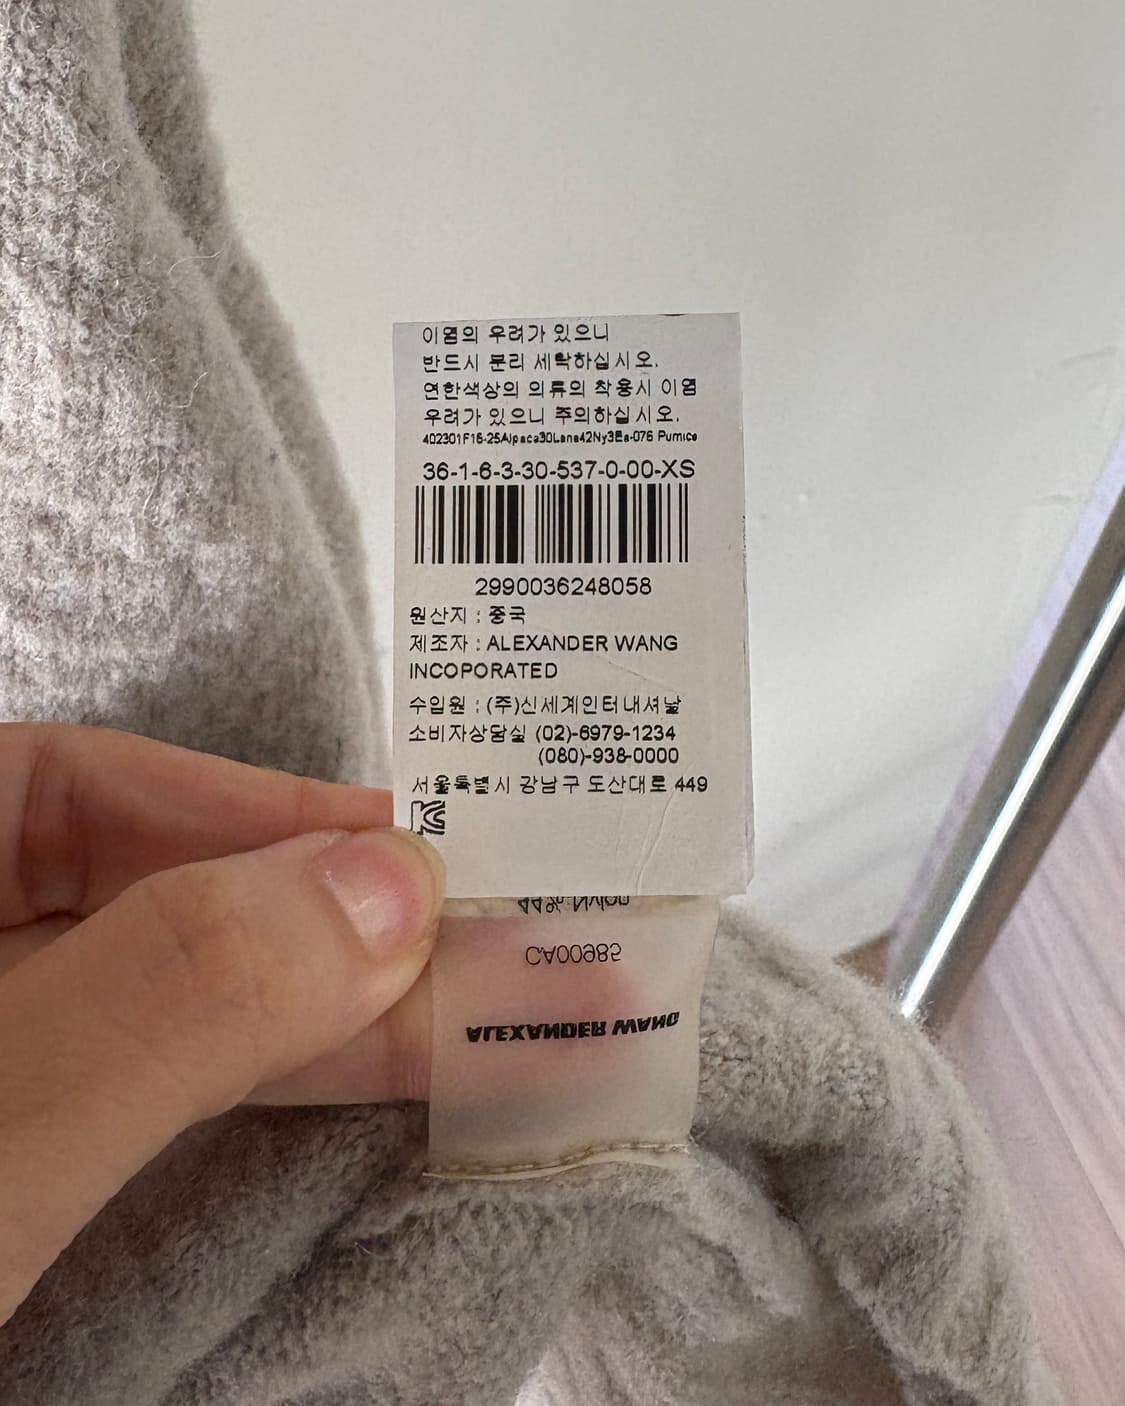 이염의 우려가 있으니
반드시 분리 세탁하십시오.
연한색상의 의류의 착용시 이염
우려가 있으니 주의하십시오.
402301F16-25Alpaca30Lana42Ny3Ea-076 Pumice
36-1-6-3-30-537-0-00-XS
2990036248058
원산지 : 중국
제조자 : ALEXANDER WANG
INCOPORATED
수입원 : (주)신세계인터내셔날
소비자상담실 (02)-6979-1234
(080)-938-0000
서울특별시 강남구 도산대로 449
44% Nylon
CA00985
ALEXANDER WANG